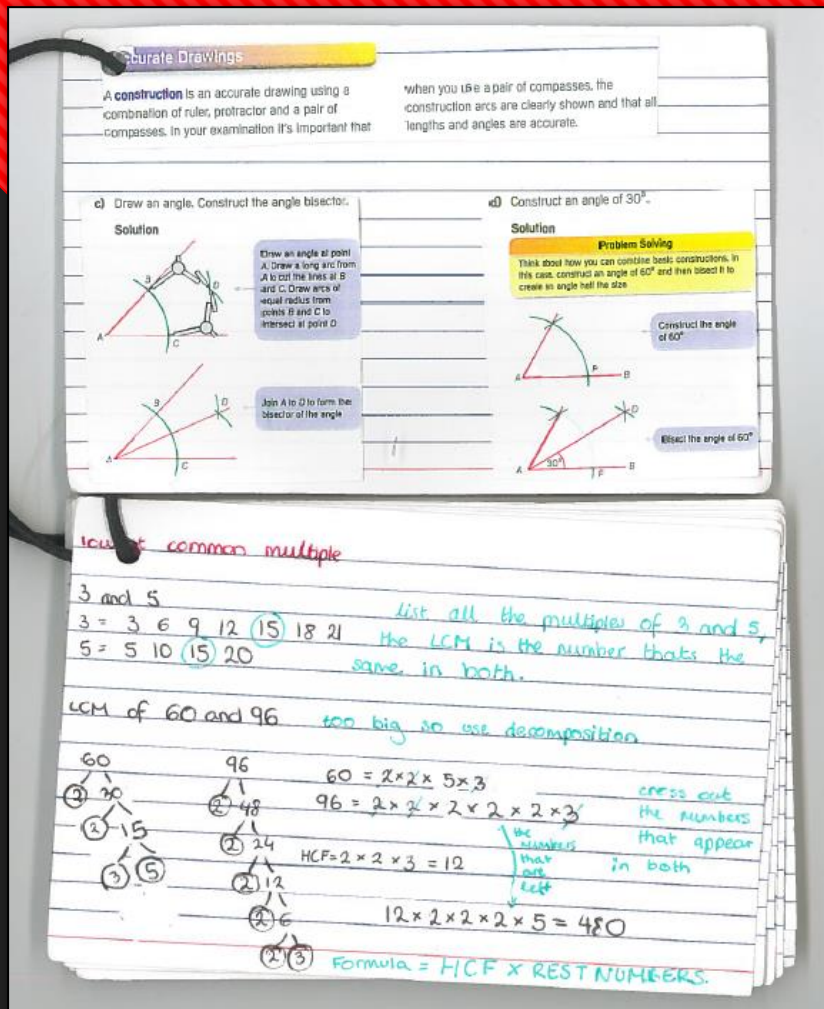 Accurate Drawings
A construction is an accurate drawing using a
combination of ruler, protractor and a pair of
compasses. In your examination it's important that
when you use a pair of compasses, the
construction arcs are clearly shown and that all
lengths and angles are accurate.
c) Draw an angle. Construct the angle bisector.
Solution
B
D
A
C
Draw an angle at point
A. Draw a long arc from
A to cut the lines at B
and C. Draw arcs of
equal radius from
points B and C to
intersect at point D
B
D
A
C
Join A to D to form the
bisector of the angle
d) Construct an angle of 30°.
Solution
Problem Solving
Think about how you can combine basic constructions. In
this case, construct an angle of 60° and then bisect it to
create an angle half the size
A
P
B
Construct the angle
of 60°
D
A
30°
P
B
Bisect the angle of 60°
lowest common multiple
3 and 5
3 = 3 6 9 12 15 18 21
5 = 5 10 15 20
list all the multiples of 3 and 5,
the LCM is the number thats the
same in both.
LCM of 60 and 96 too big so use decomposition
60
2 30
2 15
3 5
96
2 48
2 24
2 12
2 6
2 3
60 = 2 × 2 × 5 × 3
96 = 2 × 2 × 2 × 2 × 2 × 3
cross out
the numbers
that appear
in both
the
numbers
that
are
left
HCF = 2 × 2 × 3 = 12
12 × 2 × 2 × 2 × 5 = 480
Formula = HCF × REST NUMBERS.